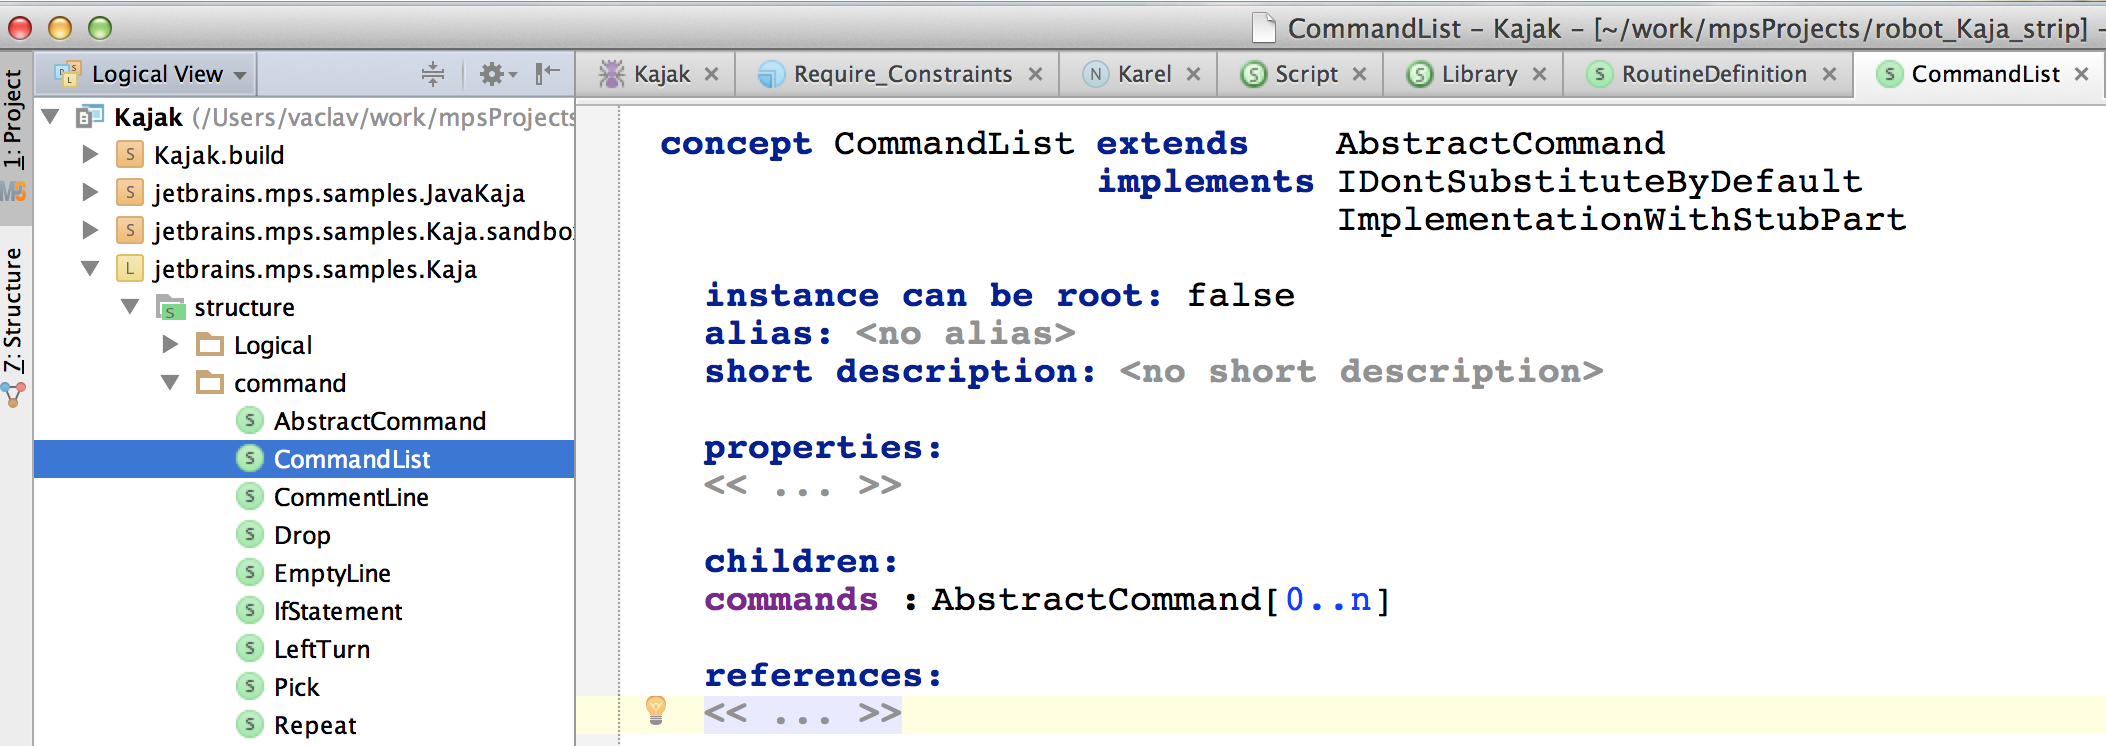 CommandList – Kajak – [~/work/mpsProjects/robot_Kaja_strip] –
1: Project
Z: Structure
Logical View
Kajak (/Users/vaclav/work/mpsProjects
Kajak.build
jetbrains.mps.samples.JavaKaja
jetbrains.mps.samples.Kaja.sandbo
jetbrains.mps.samples.Kaja
structure
Logical
command
AbstractCommand
CommandList
CommentLine
Drop
EmptyLine
IfStatement
LeftTurn
Pick
Repeat
Kajak Require_Constraints Karel Script Library RoutineDefinition CommandList
concept CommandList extends AbstractCommand
implements IDontSubstituteByDefault
ImplementationWithStubPart
instance can be root: false
alias: <no alias>
short description: <no short description>
properties:
<< ... >>
children:
commands : AbstractCommand[0..n]
references:
<< ... >>